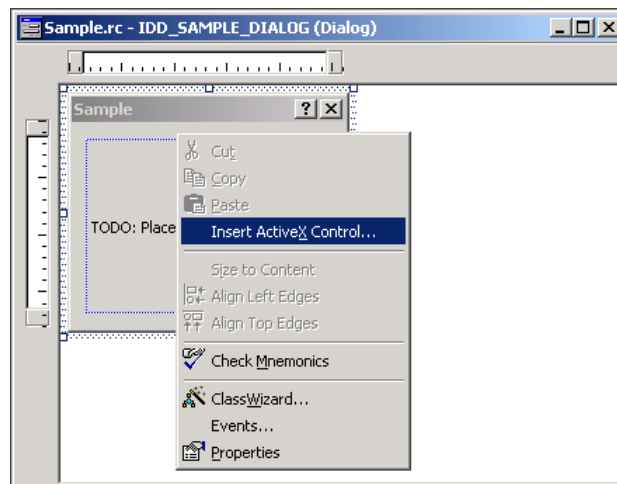 Sample.rc - IDD_SAMPLE_DIALOG (Dialog)
Sample
TODO: Place
Cut
Copy
Paste
Insert ActiveX Control...
Size to Content
Align Left Edges
Align Top Edges
Check Mnemonics
ClassWizard...
Events...
Properties